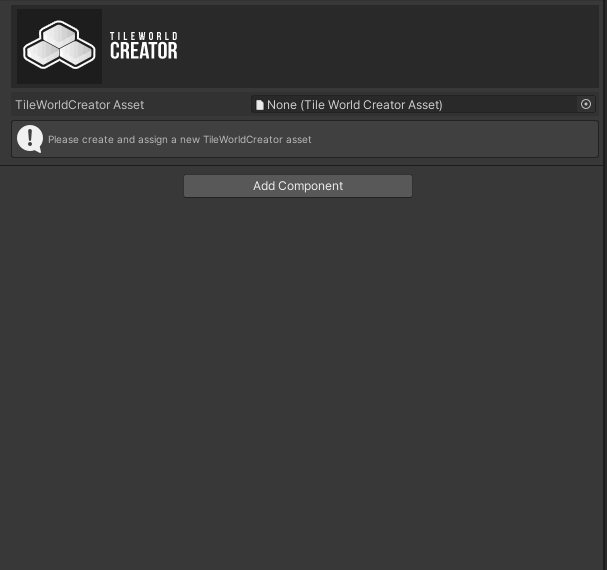 TILEWORLD
CREATOR
TileWorldCreator Asset
None (Tile World Creator Asset)
Please create and assign a new TileWorldCreator asset
Add Component